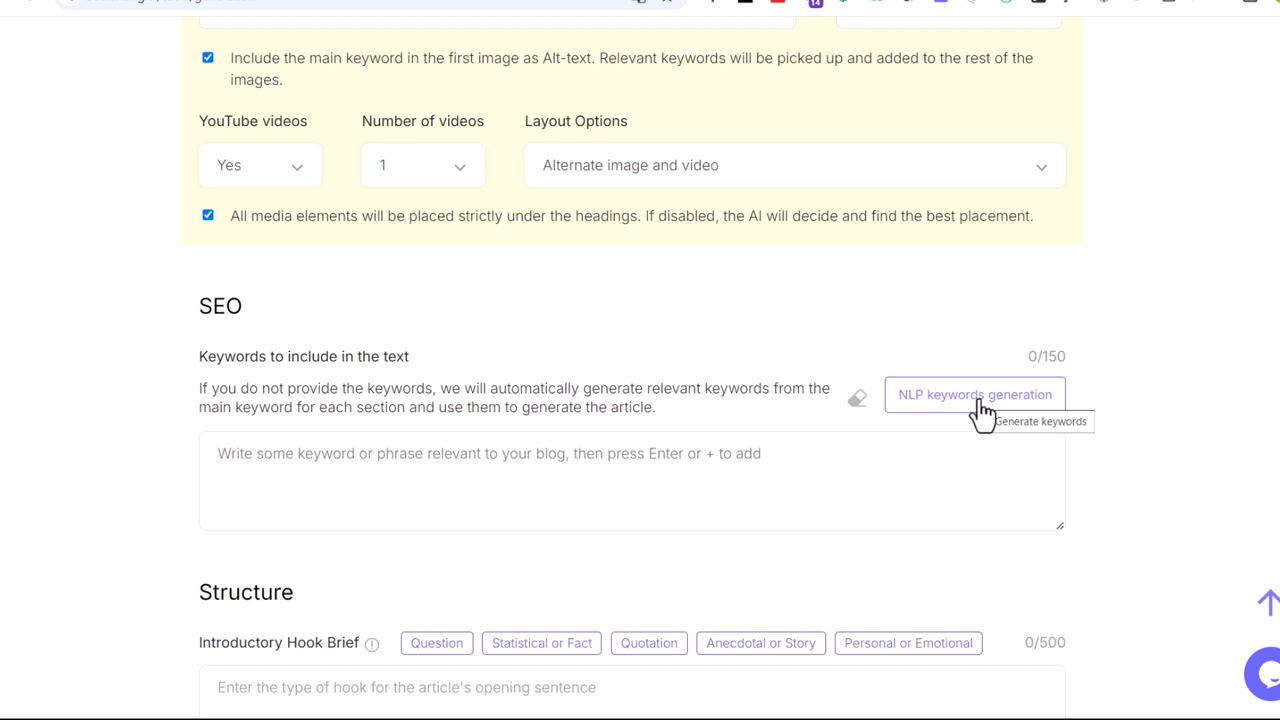 14
Include the main keyword in the first image as Alt-text. Relevant keywords will be picked up and added to the rest of the
images.
YouTube videos Number of videos Layout Options
Yes 1 Alternate image and video
All media elements will be placed strictly under the headings. If disabled, the AI will decide and find the best placement.
SEO
Keywords to include in the text 0/150
If you do not provide the keywords, we will automatically generate relevant keywords from the
main keyword for each section and use them to generate the article.
NLP keywords generation
Generate keywords
Write some keyword or phrase relevant to your blog, then press Enter or + to add
Structure
Introductory Hook Brief Question Statistical or Fact Quotation Anecdotal or Story Personal or Emotional 0/500
Enter the type of hook for the article's opening sentence